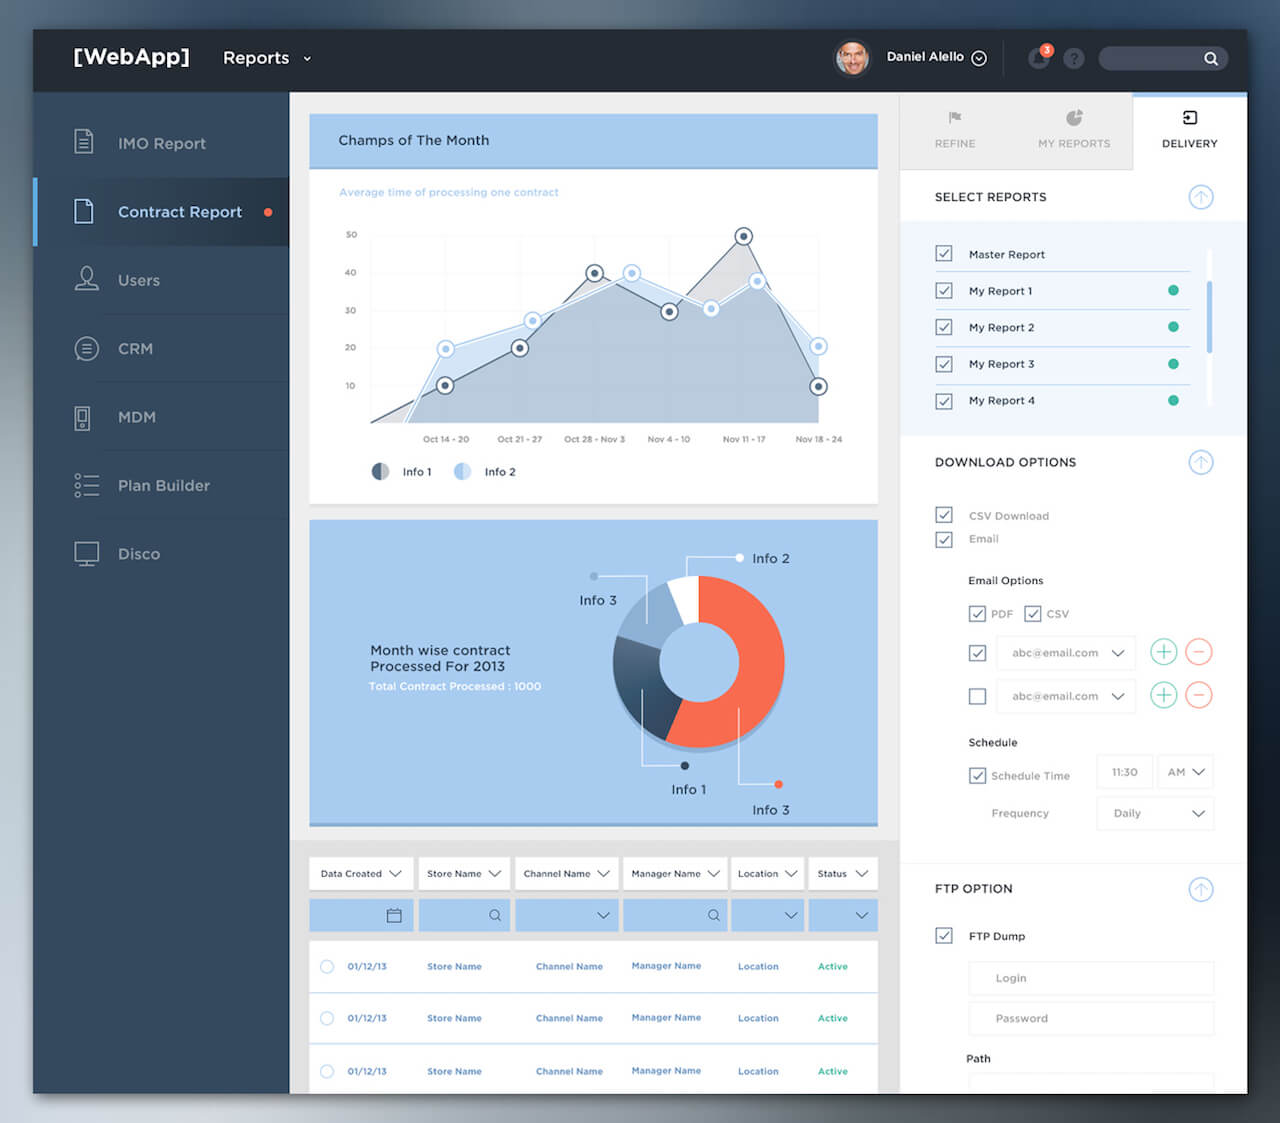 [WebApp]
Reports
Daniel Alello
3
?
IMO Report
Contract Report
Users
CRM
MDM
Plan Builder
Disco
Champs of The Month
Average time of processing one contract
50
40
30
20
10
Oct 14 - 20 Oct 21 - 27 Oct 28 - Nov 3 Nov 4 - 10 Nov 11 - 17 Nov 18 - 24
Info 1 Info 2
Info 2
Info 3
Month wise contract
Processed For 2013
Total Contract Processed : 1000
Info 1
Info 3
Data Created Store Name Channel Name Manager Name Location Status
01/12/13 Store Name Channel Name Manager Name Location Active
01/12/13 Store Name Channel Name Manager Name Location Active
01/12/13 Store Name Channel Name Manager Name Location Active
REFINE MY REPORTS DELIVERY
SELECT REPORTS
Master Report
My Report 1
My Report 2
My Report 3
My Report 4
DOWNLOAD OPTIONS
CSV Download
Email
Email Options
PDF CSV
abc@email.com
abc@email.com
Schedule
Schedule Time 11:30 AM
Frequency Daily
FTP OPTION
FTP Dump
Login
Password
Path